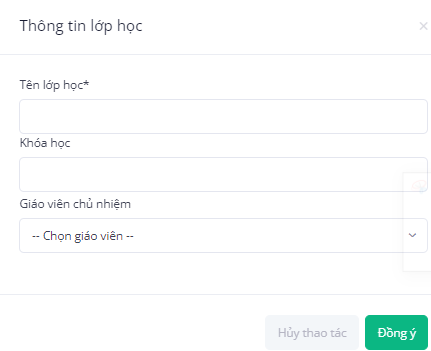 Thông tin lớp học
×
Tên lớp học*
Khóa học
Giáo viên chủ nhiệm
-- Chọn giáo viên --
Hủy thao tác
Đồng ý